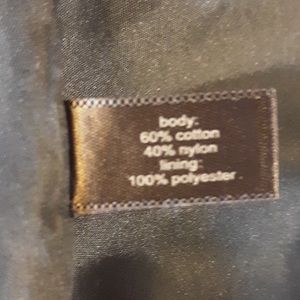 body:
60% cotton
40% nylon
lining:
100% polyester